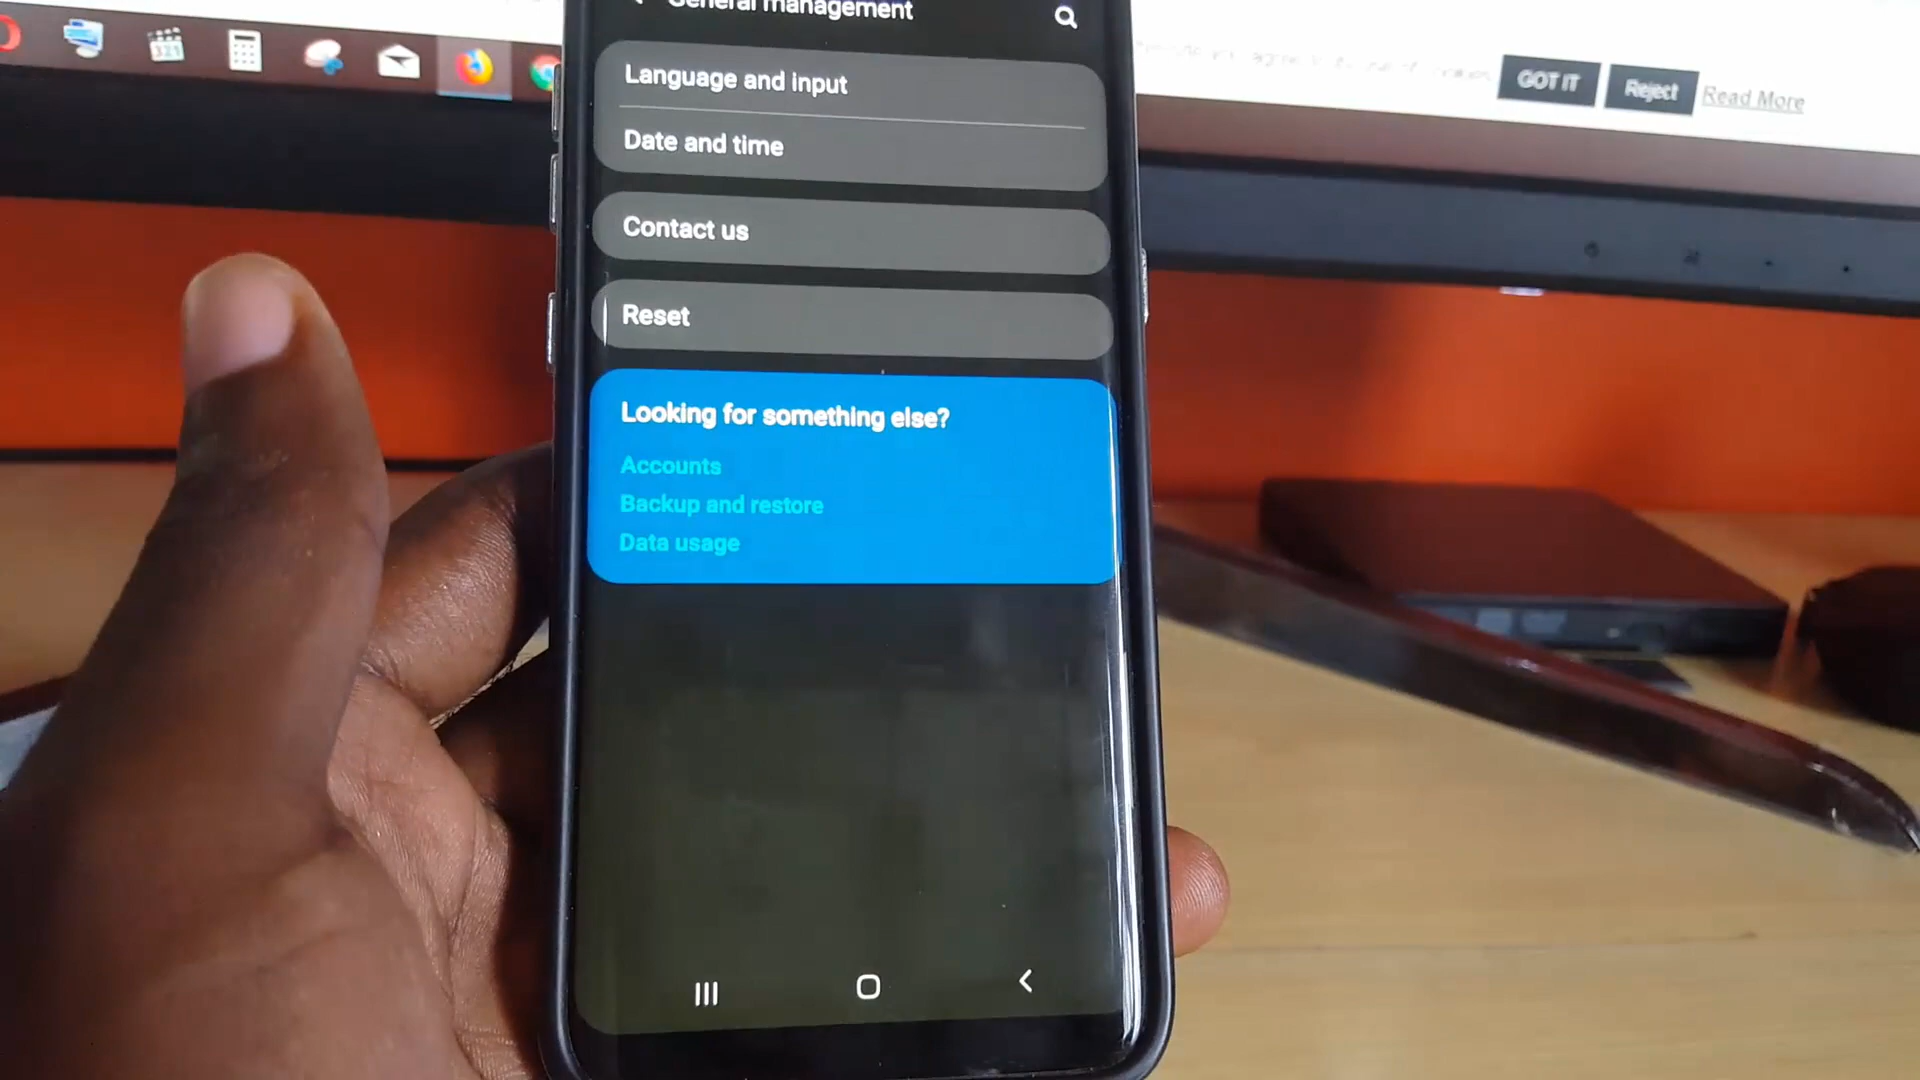 General management
Language and input
Date and time
Contact us
Reset
Looking for something else?
Accounts
Backup and restore
Data usage
321
GOT IT
Reject
Read More